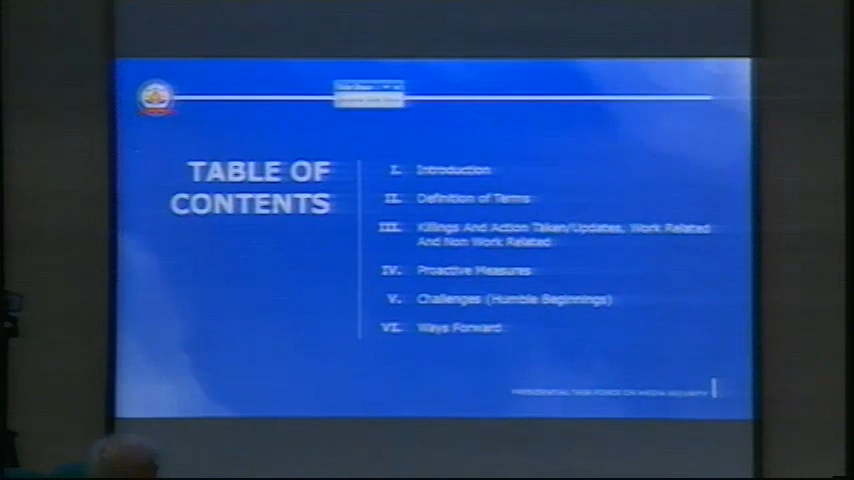 TABLE OF
CONTENTS
I. Introduction
II. Definition of Terms
III. Killings And Action Taken/Updates, Work Related
And Non Work Related
IV. Proactive Measures
V. Challenges (Humble Beginnings)
VI. Ways Forward
PRESIDENTIAL TASK FORCE ON MEDIA SECURITY